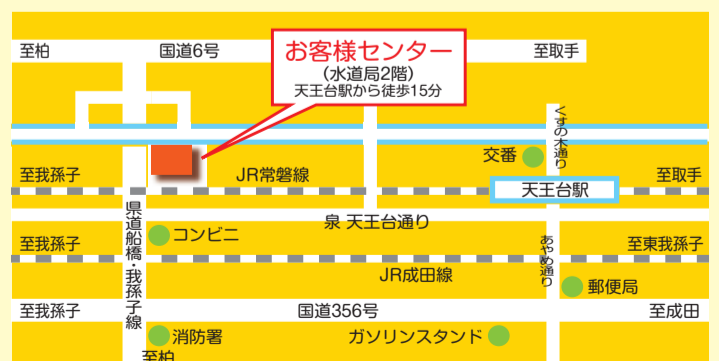 至柏
国道6号
お客様センター
(水道局2階)
天王台駅から徒歩15分
至取手
くすの木通り
交番
至我孫子
JR常磐線
天王台駅
至取手
県道船橋・我孫子線
泉 天王台通り
コンビニ
至我孫子
あやめ通り
至東我孫子
JR成田線
郵便局
至我孫子
国道356号
至成田
消防署
ガソリンスタンド
至柏